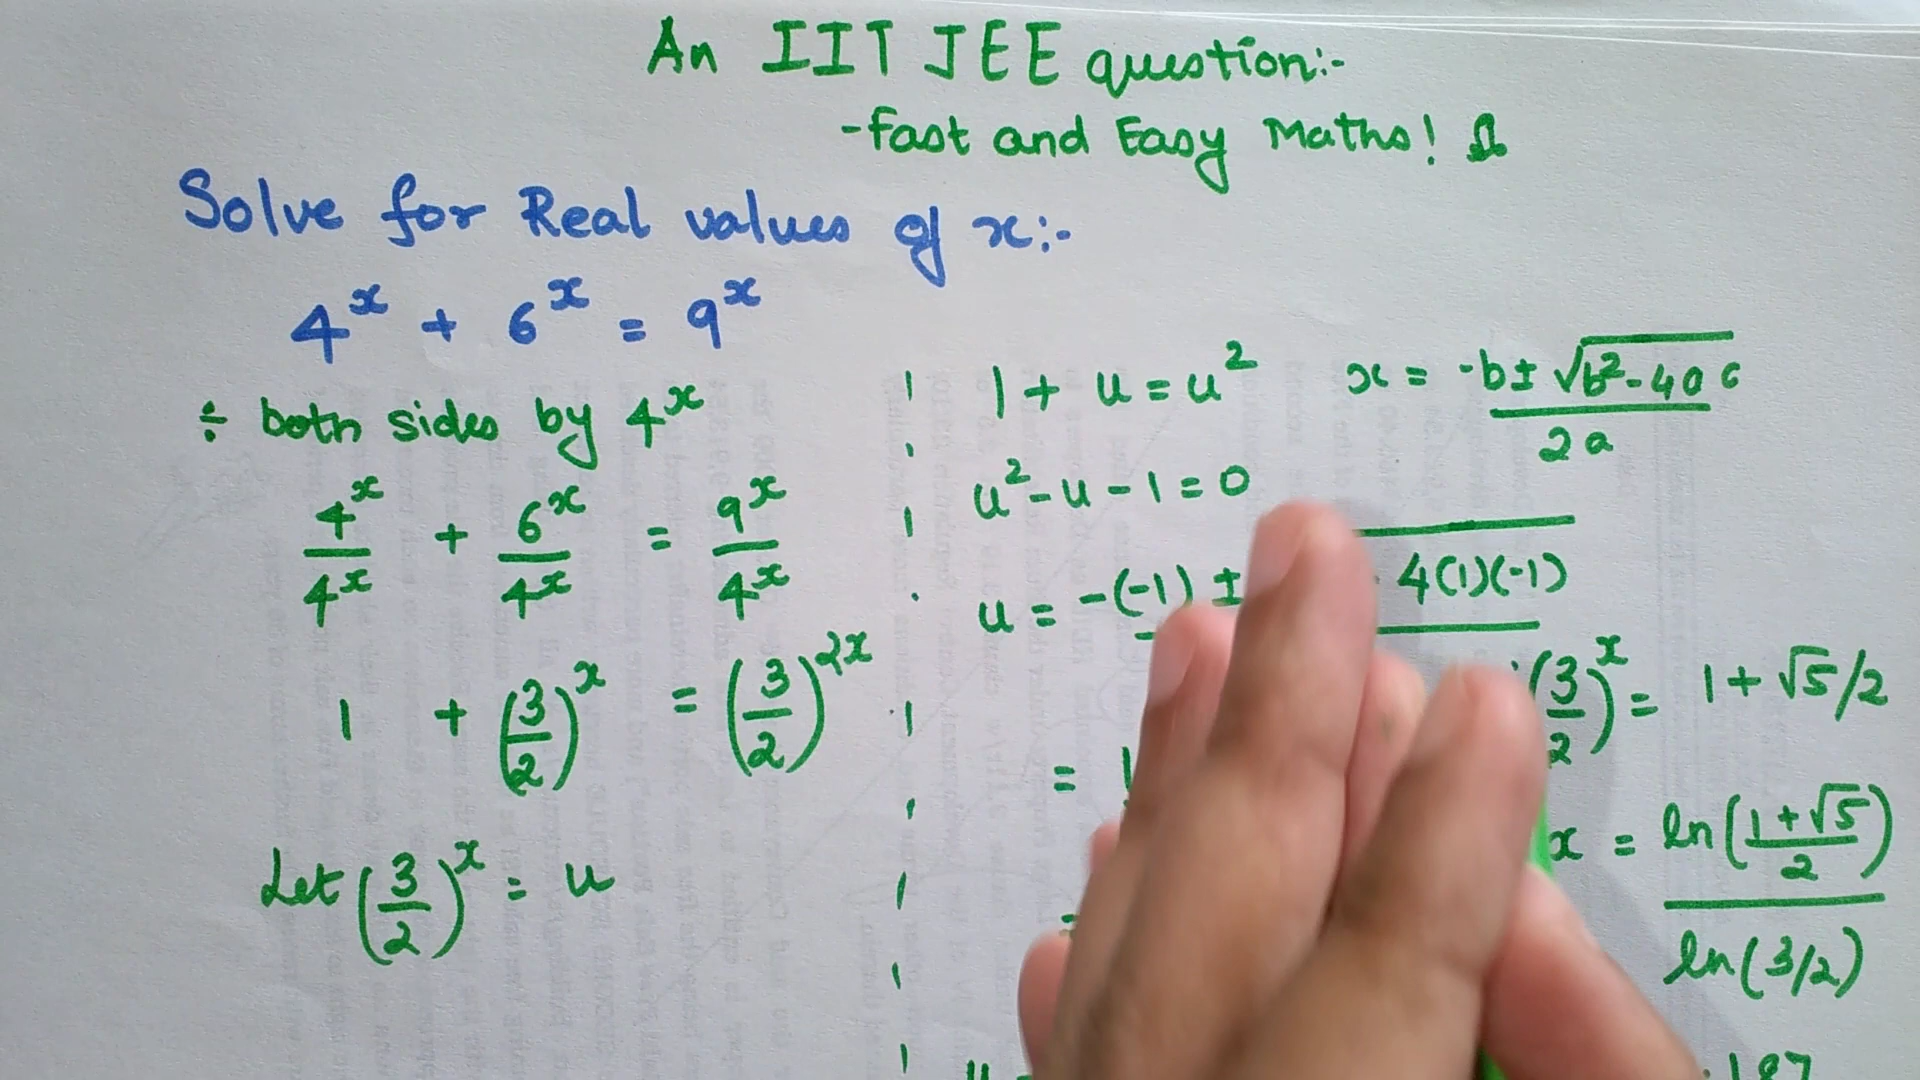 An IIT JEE question:-
-fast and Easy Maths!
Solve for Real values of x:-
4^x + 6^x = 9^x
÷ both sides by 4^x
4^x/4^x + 6^x/4^x = 9^x/4^x
1 + (3/2)^x = (3/2)^2x
Let (3/2)^x = u
1 + u = u^2
u^2 - u - 1 = 0
u = -(-1) ± 4(1)(-1)
=
x = -b ± √b^2 - 4ac / 2a
(3/2)^x = 1 + √5/2
x = ln(1+√5/2) / ln(3/2)